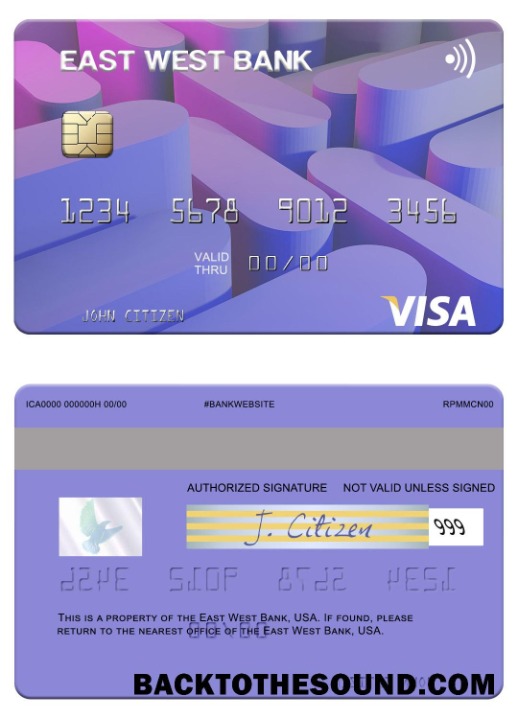 EAST WEST BANK
1234 5678 9012 3456
VALID
THRU 00/00
JOHN CITIZEN
VISA
ICA0000 000000H 00/00 #BANKWEBSITE RPMMCN00
AUTHORIZED SIGNATURE NOT VALID UNLESS SIGNED
J. Citizen 999
THIS IS A PROPERTY OF THE EAST WEST BANK, USA. IF FOUND, PLEASE
RETURN TO THE NEAREST OFFICE OF THE EAST WEST BANK, USA.
BACKTOTHESOUND.COM